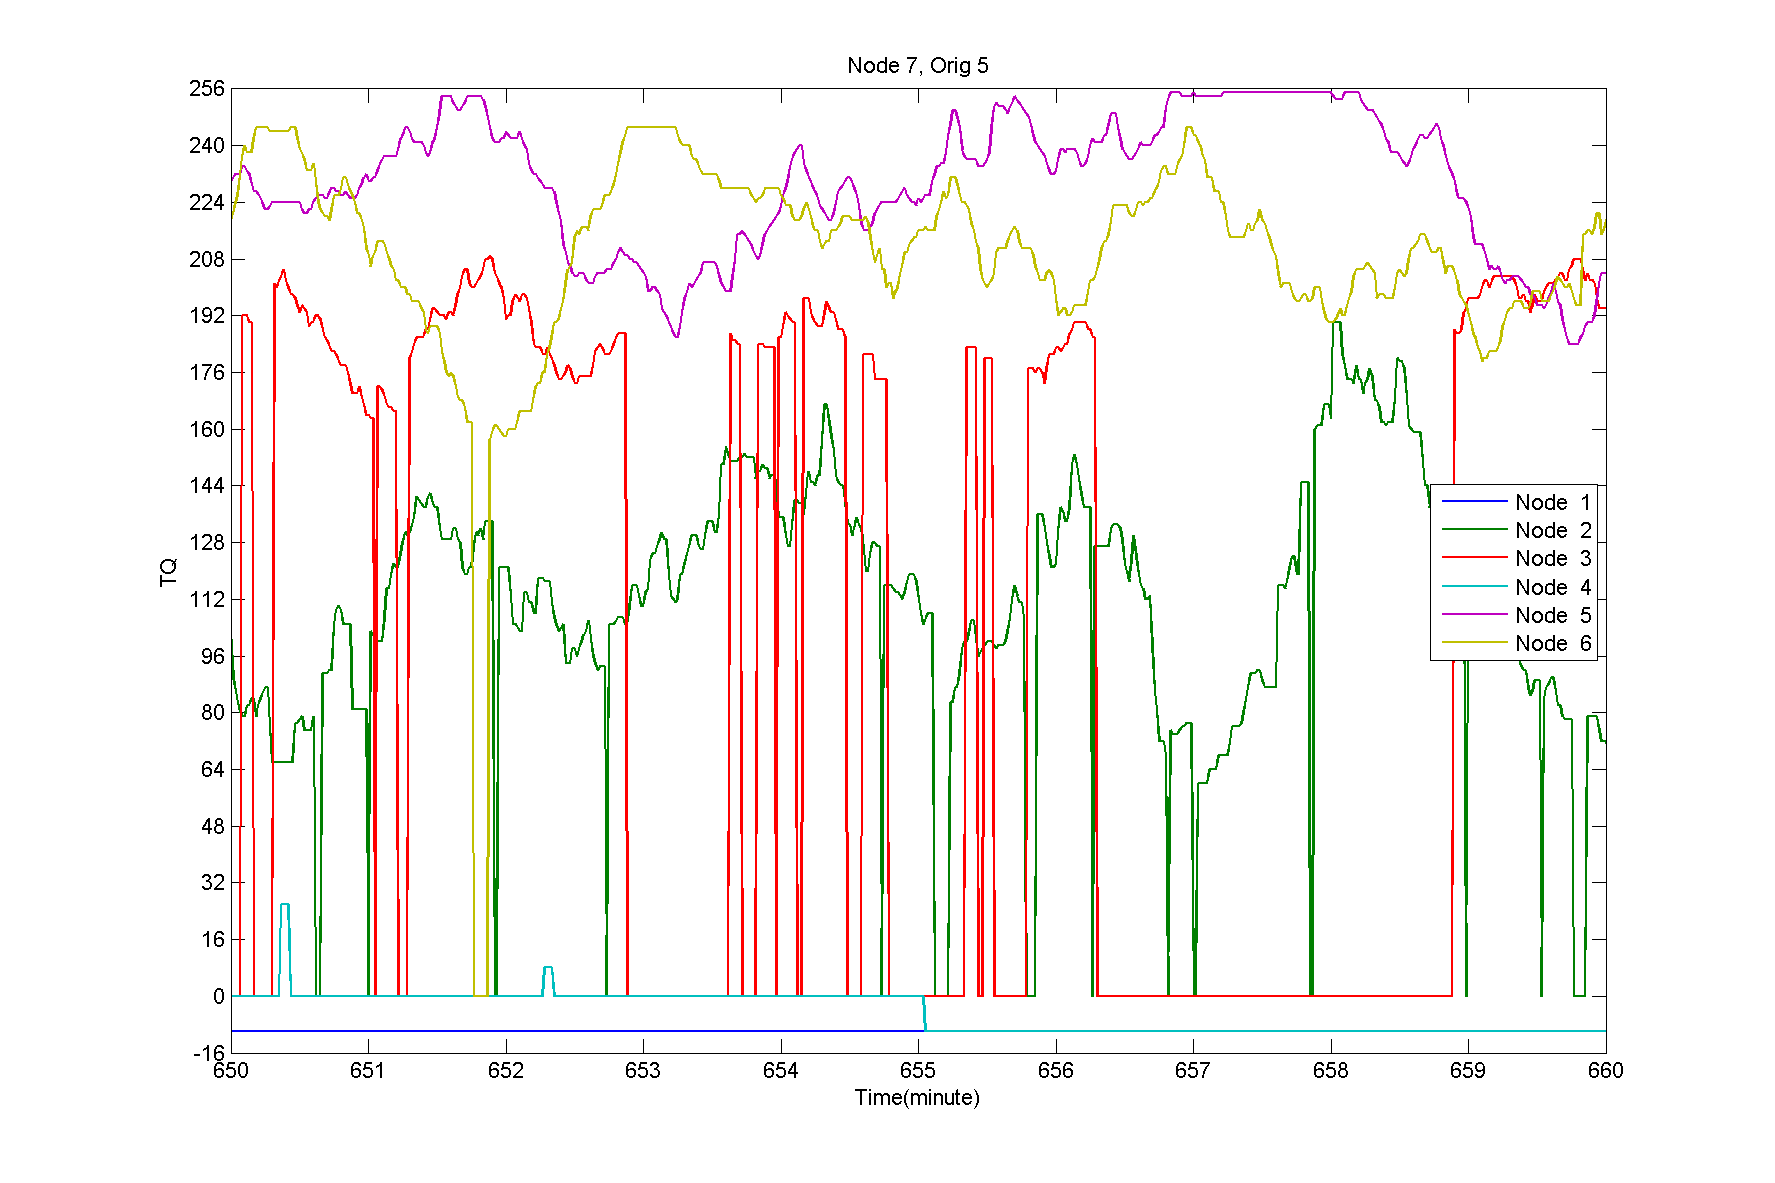 Node 7, Orig 5
256
240
224
208
192
176
160
144
128
112
96
80
64
48
32
16
0
-16
TQ
650 651 652 653 654 655 656 657 658 659 660
Time(minute)
Node 1
Node 2
Node 3
Node 4
Node 5
Node 6